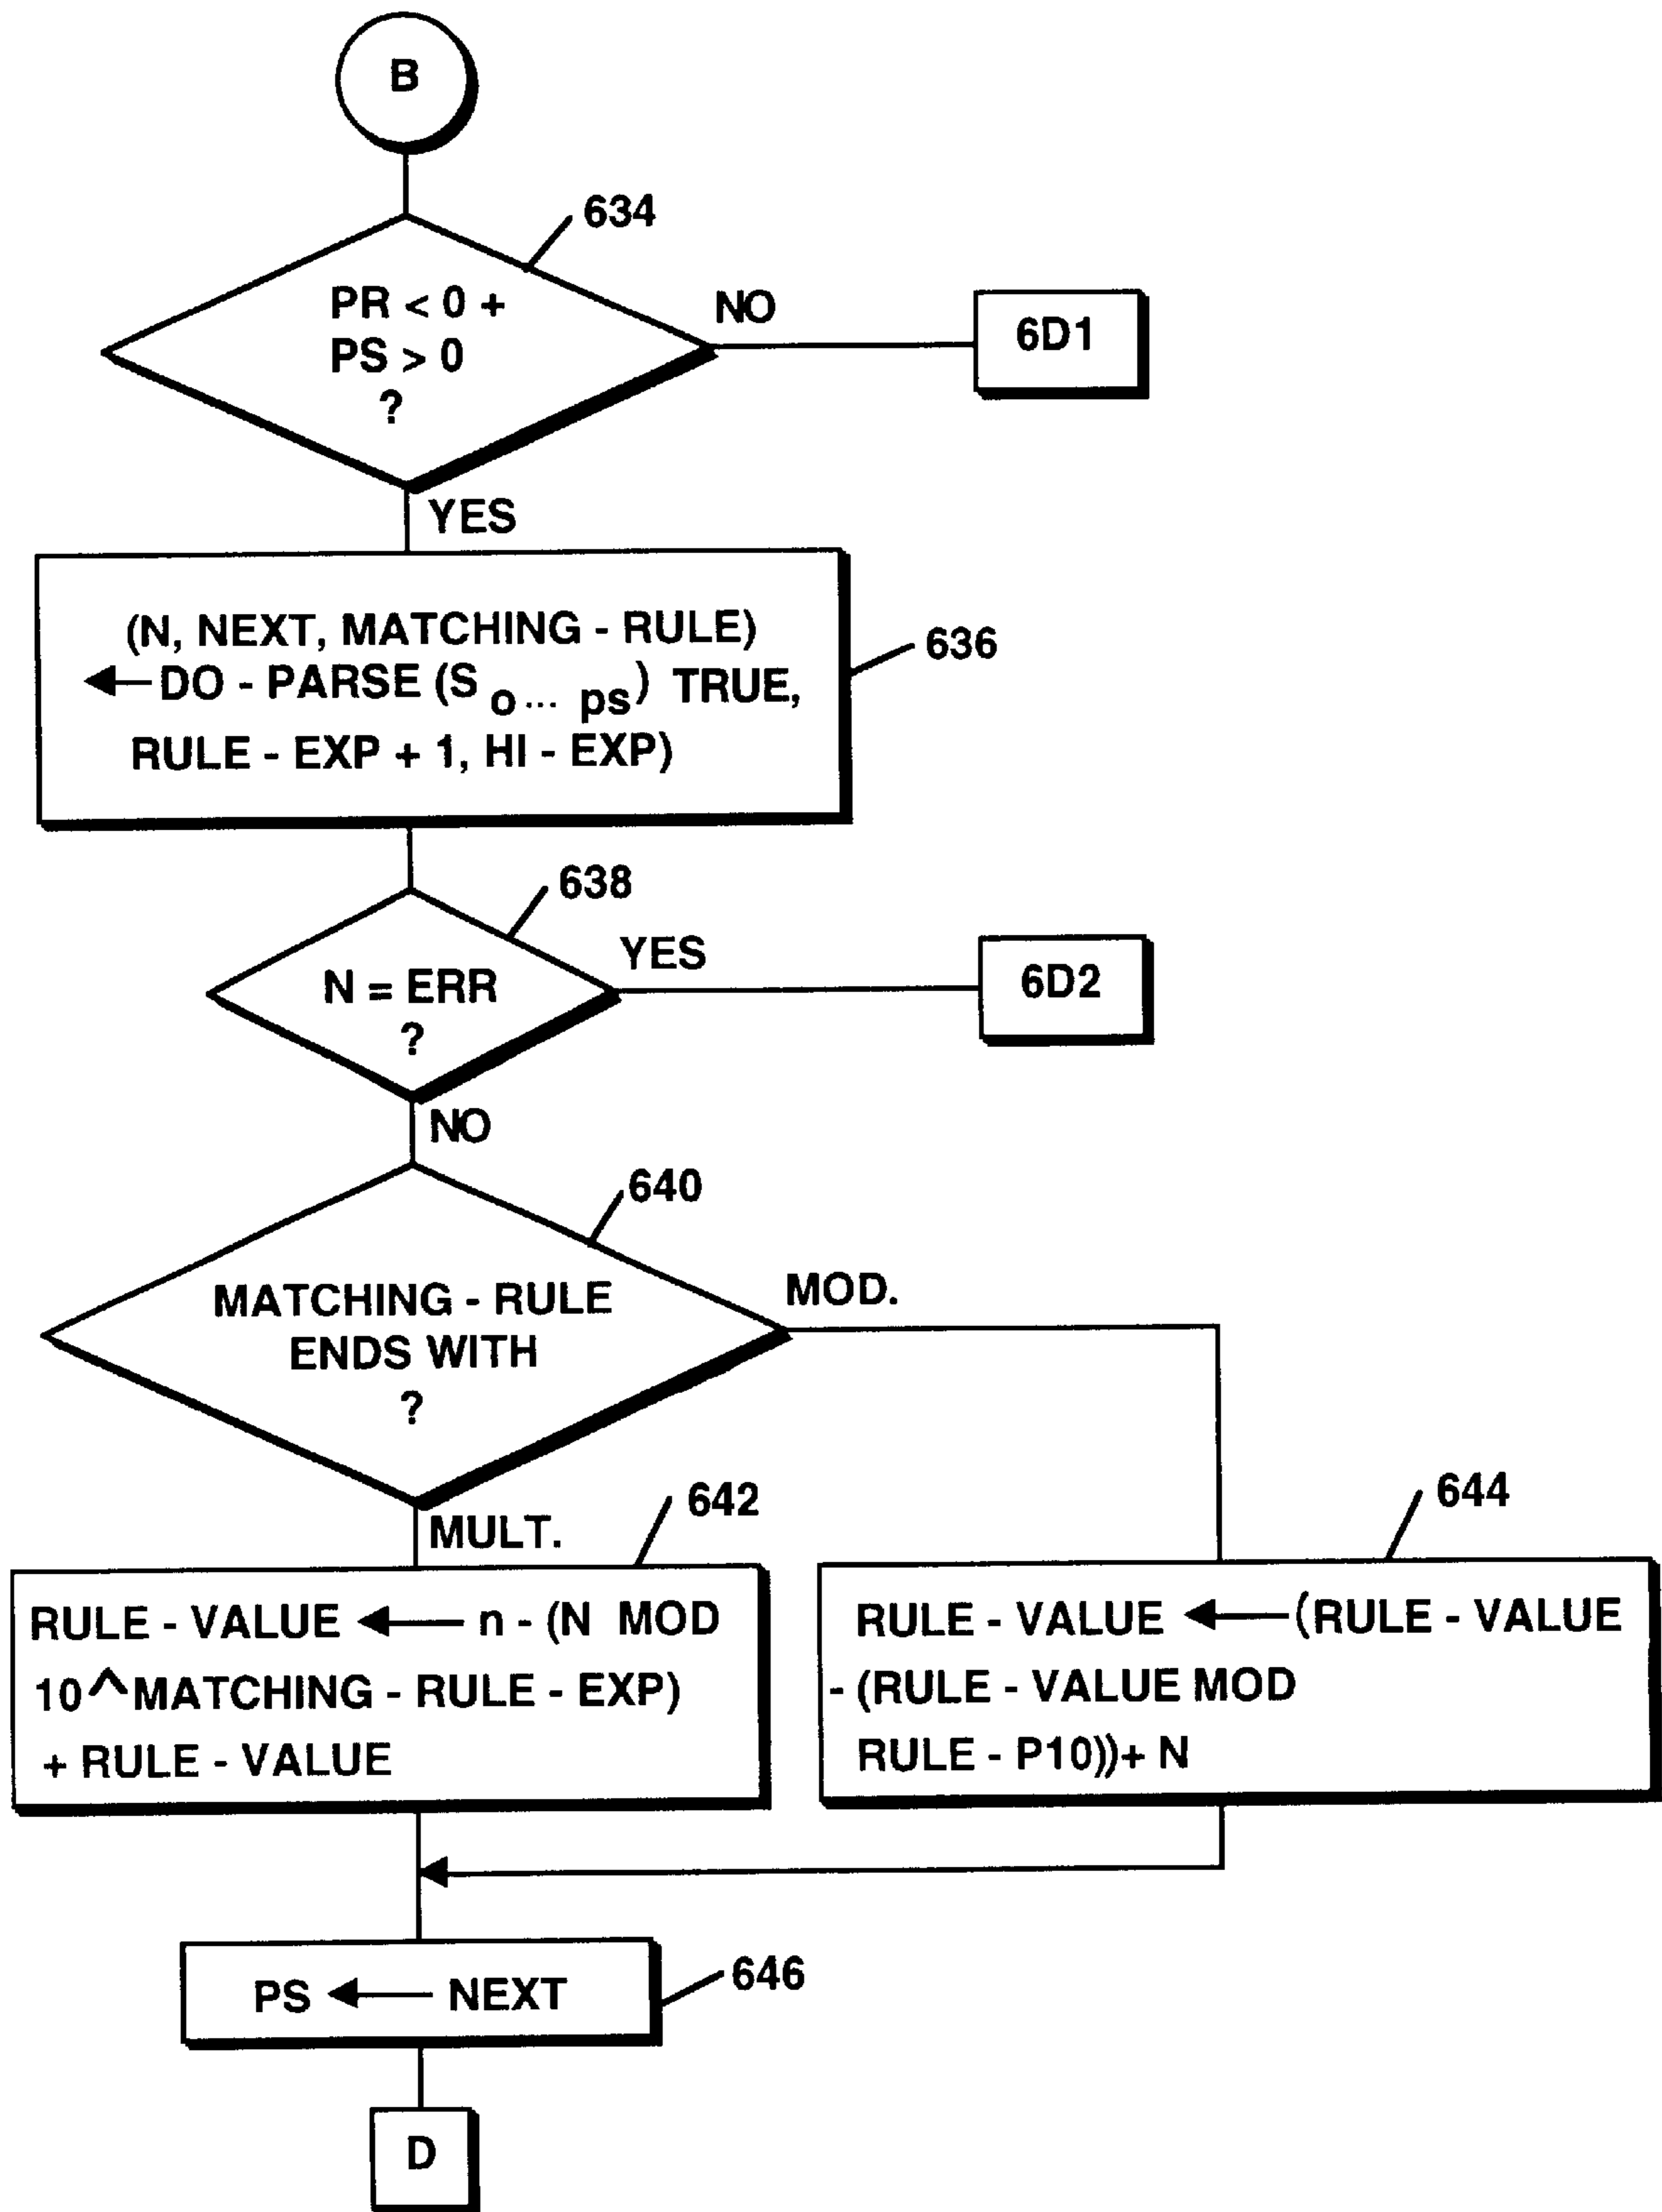 B
634
PR < 0 +
PS > 0
?
NO
6D1
YES
(N, NEXT, MATCHING - RULE)
← DO - PARSE (S o ... ps) TRUE,
RULE - EXP + 1, HI - EXP)
636
638
N = ERR
?
YES
6D2
NO
640
MATCHING - RULE
ENDS WITH
?
MOD.
MULT.
642
RULE - VALUE ← n - (N MOD
10^MATCHING - RULE - EXP)
+ RULE - VALUE
644
RULE - VALUE ← (RULE - VALUE
- (RULE - VALUE MOD
RULE - P10))+ N
PS ← NEXT
646
D